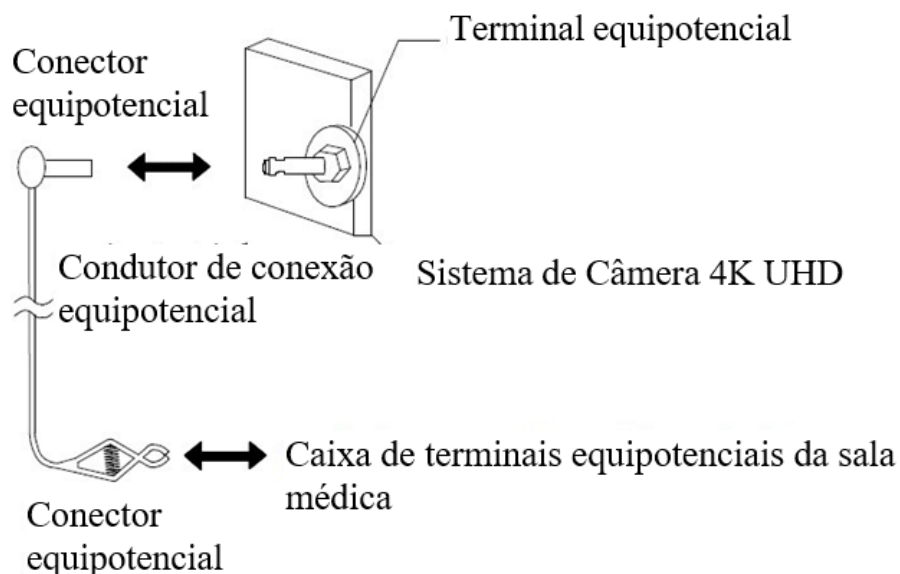 Terminal equipotencial
Conector
equipotencial
Condutor de conexão
equipotencial
Sistema de Câmera 4K UHD
Caixa de terminais equipotenciais da sala
médica
Conector
equipotencial